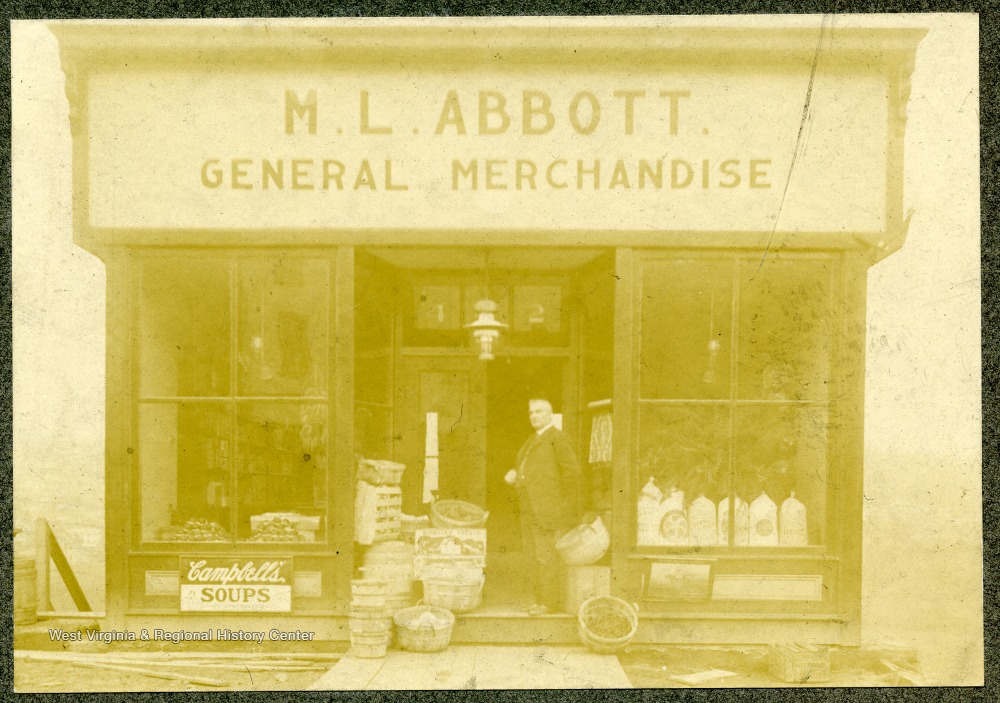 M. L. ABBOTT.
GENERAL MERCHANDISE
Campbell's
SOUPS
West Virginia & Regional History Center